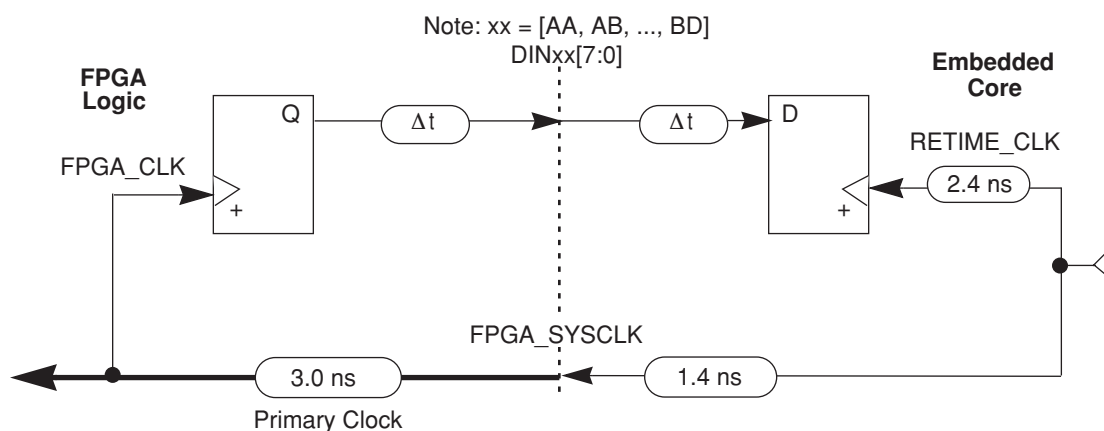 Note: xx = [AA, AB, ..., BD]
DINxx[7:0]
FPGA
Logic
Embedded
Core
Q
Δt
Δt
D
FPGA_CLK
RETIME_CLK
2.4 ns
+
+
FPGA_SYSCLK
3.0 ns
1.4 ns
Primary Clock